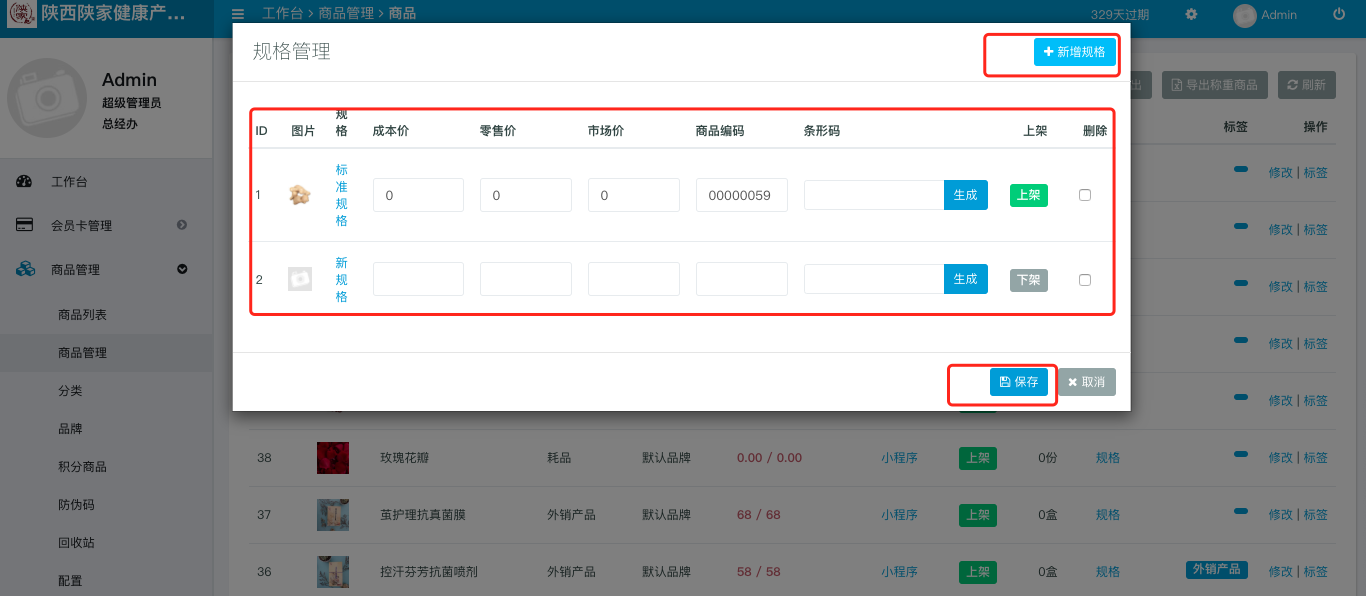 陕西陕家健康产...
工作台 > 商品管理 > 商品
329天过期
Admin
Admin
超级管理员
总经办
工作台
会员卡管理
商品管理
商品列表
商品管理
分类
品牌
积分商品
防伪码
回收站
配置
规格管理
新增规格
ID 图片 规格 成本价 零售价 市场价 商品编码 条形码 上架 删除
1 标准规格 0 0 0 00000059 生成 上架
2 新规格 生成 下架
保存 取消
出 导出称重商品 刷新
标签 操作
修改 | 标签
修改 | 标签
修改 | 标签
修改 | 标签
修改 | 标签
38 玫瑰花瓣 耗品 默认品牌 0.00 / 0.00 小程序 上架 0份 规格 修改 | 标签
37 茧护理抗真菌膜 外销产品 默认品牌 68 / 68 小程序 上架 0盒 规格 修改 | 标签
36 控汗芬芳抗菌喷剂 外销产品 默认品牌 58 / 58 小程序 上架 0盒 规格 外销产品 修改 | 标签